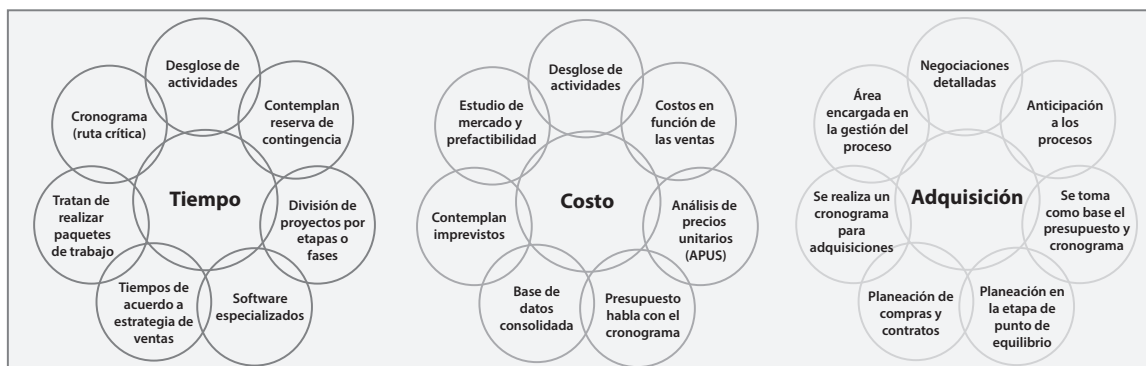 Desglose de
actividades
Contemplan
reserva de
contingencia
División de
proyectos por
etapas o
fases
Software
especializados
Tiempos de
acuerdo a
estrategia de
ventas
Tratan de
realizar
paquetes
de trabajo
Cronograma
(ruta crítica)
Tiempo
Desglose de
actividades
Costos en
función de
las ventas
Análisis de
precios
unitarios
(APUS)
Presupuesto
habla con el
cronograma
Base de
datos
consolidada
Contemplan
imprevistos
Estudio de
mercado y
prefactibilidad
Costo
Negociaciones
detalladas
Anticipación
a los
procesos
Se toma
como base el
presupuesto y
cronograma
Planeación en
la etapa de
punto de
equilibrio
Planeación de
compras y
contratos
Se realiza un
cronograma
para
adquisiciones
Área
encargada en
la gestión del
proceso
Adquisición